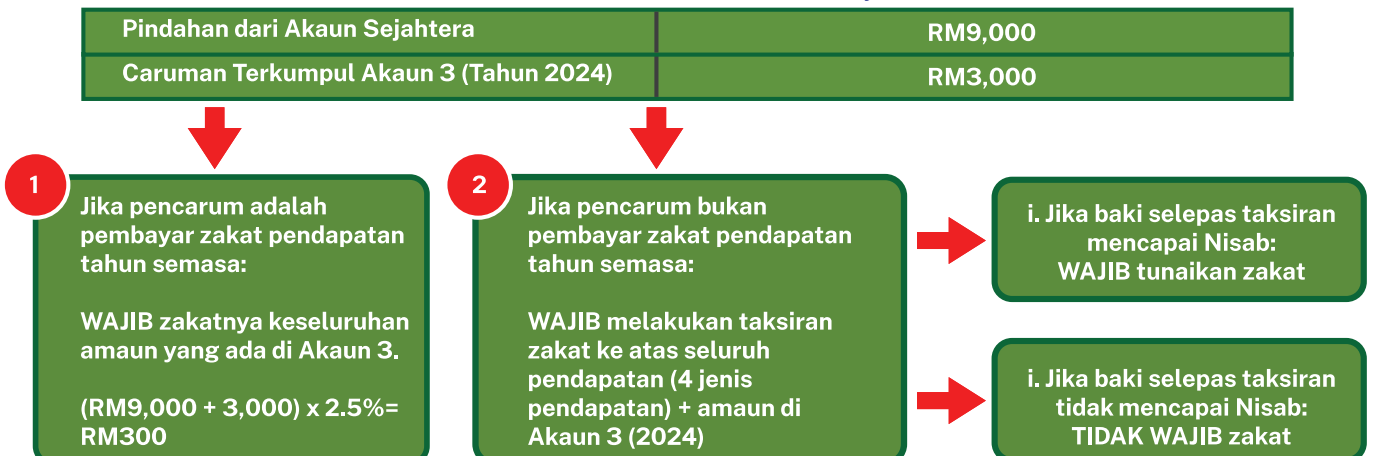 Pindahan dari Akaun Sejahtera
RM9,000
Caruman Terkumpul Akaun 3 (Tahun 2024)
RM3,000
1
Jika pencarum adalah
pembayar zakat pendapatan
tahun semasa:
WAJIB zakatnya keseluruhan
amaun yang ada di Akaun 3.
(RM9,000 + 3,000) x 2.5%=
RM300
2
Jika pencarum bukan
pembayar zakat pendapatan
tahun semasa:
WAJIB melakukan taksiran
zakat ke atas seluruh
pendapatan (4 jenis
pendapatan) + amaun di
Akaun 3 (2024)
i. Jika baki selepas taksiran
mencapai Nisab:
WAJIB tunaikan zakat
i. Jika baki selepas taksiran
tidak mencapai Nisab:
TIDAK WAJIB zakat